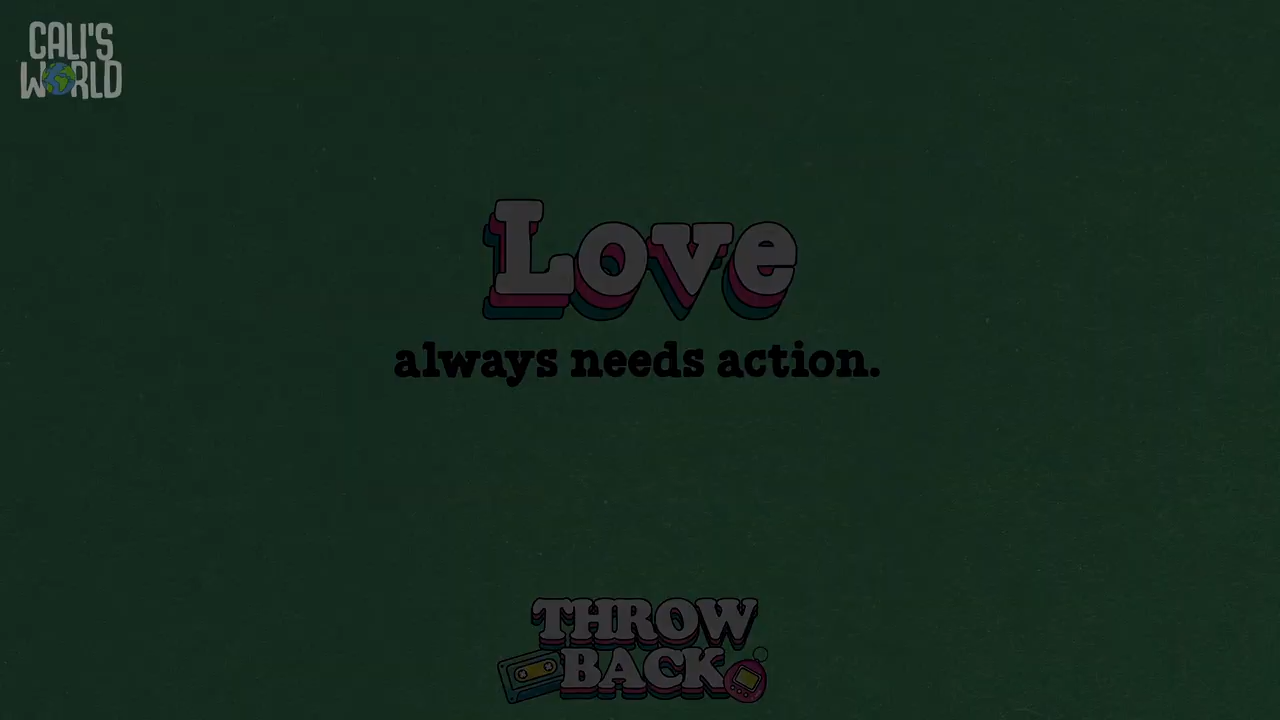 CALI'S
WORLD
Love
always needs action.
THROW
BACK